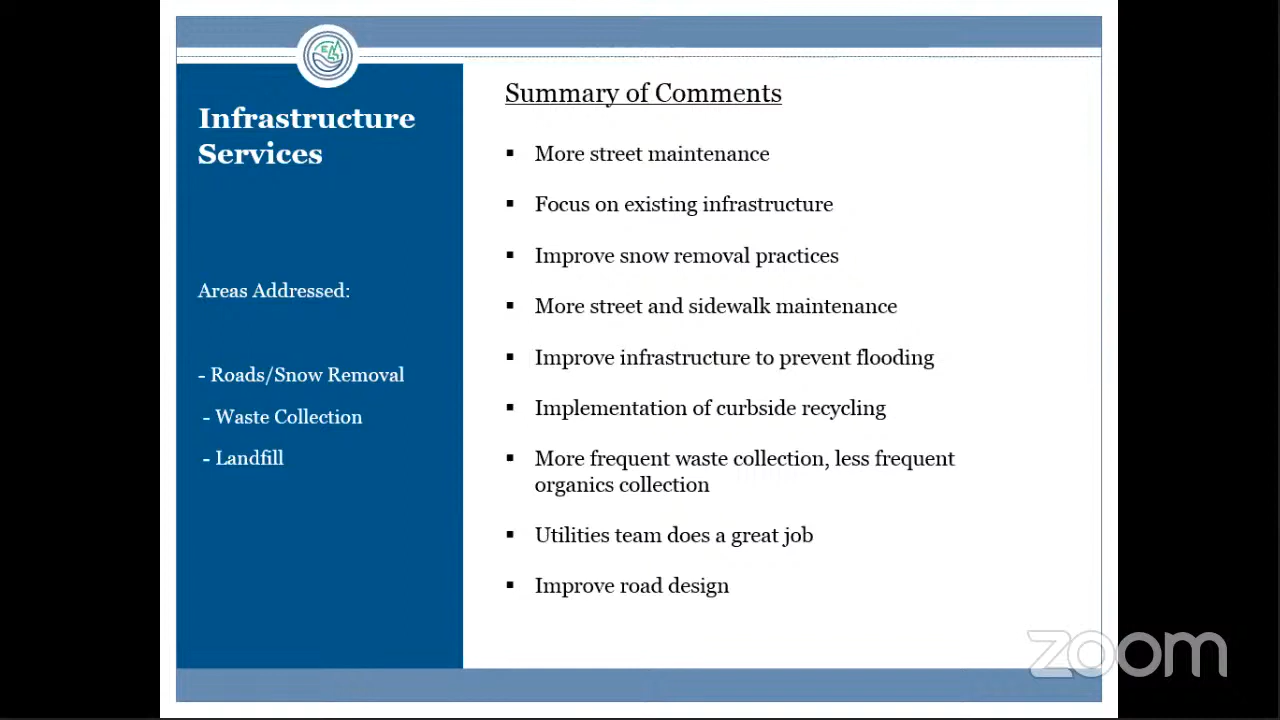 Infrastructure
Services
Areas Addressed:
- Roads/Snow Removal
- Waste Collection
- Landfill
Summary of Comments
▪ More street maintenance
▪ Focus on existing infrastructure
▪ Improve snow removal practices
▪ More street and sidewalk maintenance
▪ Improve infrastructure to prevent flooding
▪ Implementation of curbside recycling
▪ More frequent waste collection, less frequent
organics collection
▪ Utilities team does a great job
▪ Improve road design
zoom